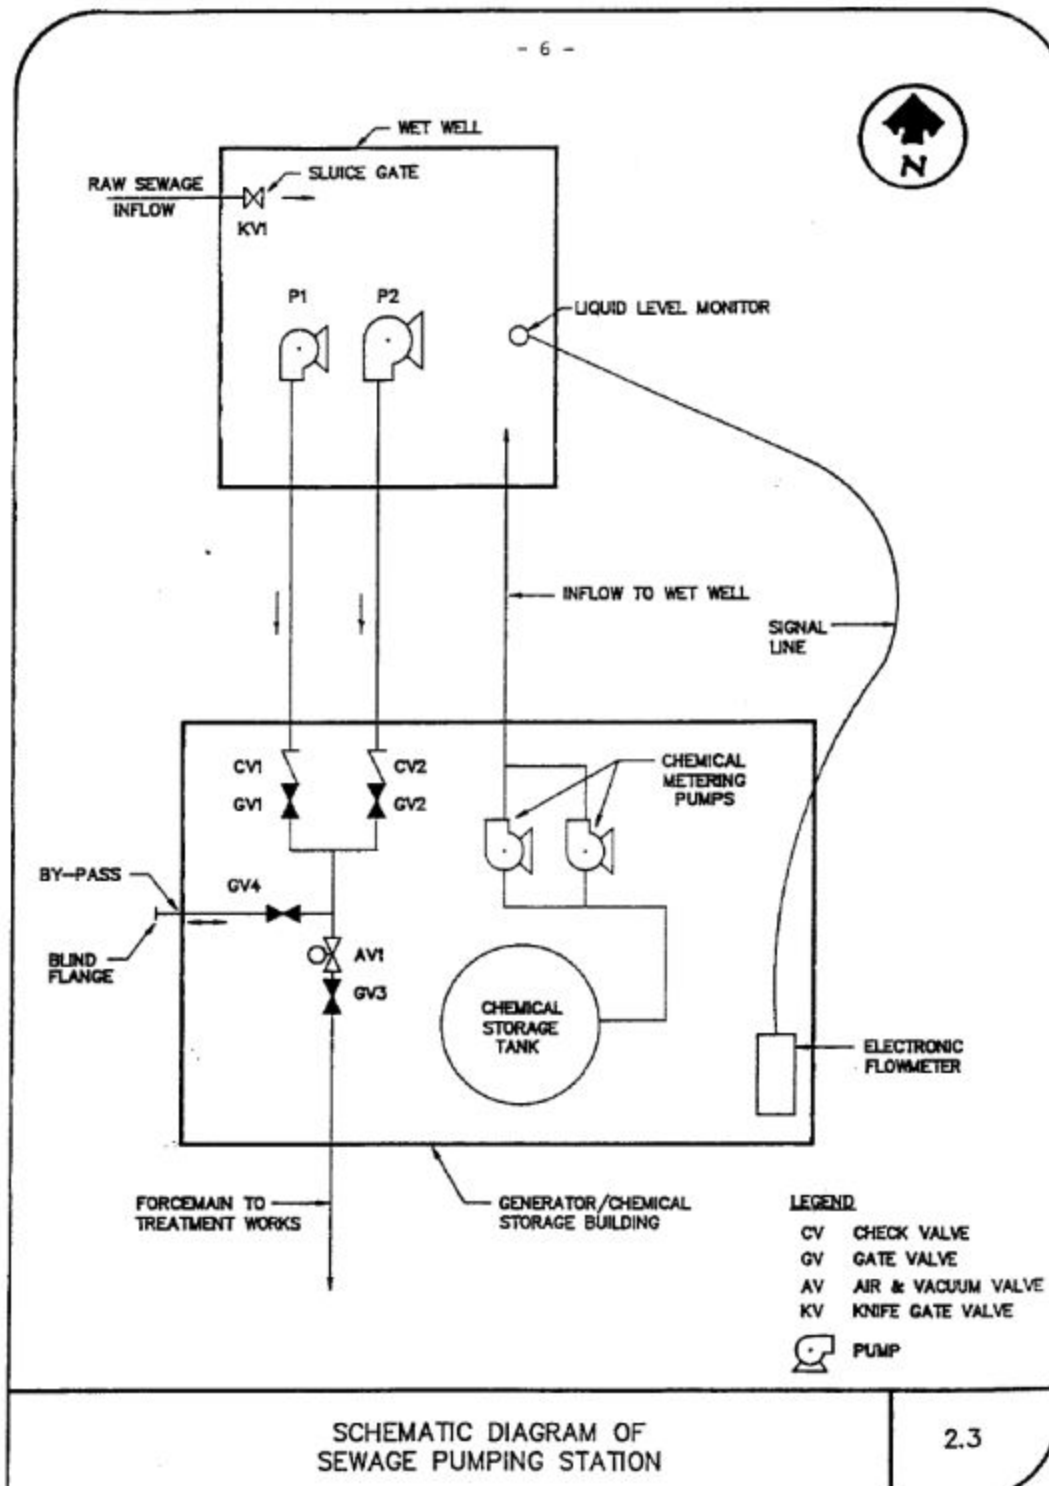 - 6 -
WET WELL
SLUICE GATE
RAW SEWAGE
INFLOW
KV1
N
P1
P2
LIQUID LEVEL MONITOR
INFLOW TO WET WELL
SIGNAL
LINE
CV1
CV2
GV1
GV2
CHEMICAL
METERING
PUMPS
BY-PASS
GV4
BLIND
FLANGE
AV1
GV3
CHEMICAL
STORAGE
TANK
ELECTRONIC
FLOWMETER
FORCEMAIN TO
TREATMENT WORKS
GENERATOR/CHEMICAL
STORAGE BUILDING
LEGEND
CV CHECK VALVE
GV GATE VALVE
AV AIR & VACUUM VALVE
KV KNIFE GATE VALVE
PUMP
SCHEMATIC DIAGRAM OF
SEWAGE PUMPING STATION
2.3